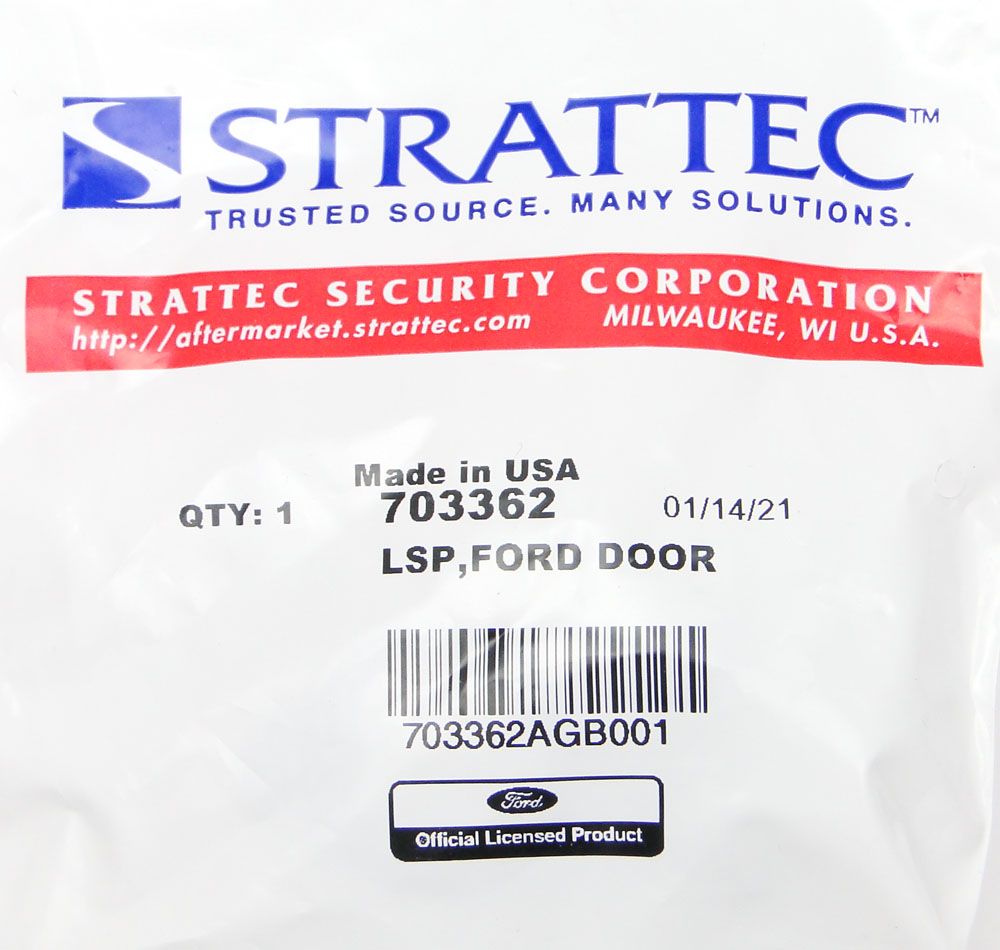 STRATTEC™
TRUSTED SOURCE. MANY SOLUTIONS.
STRATTEC SECURITY CORPORATION
http://aftermarket.strattec.com MILWAUKEE, WI U.S.A.
Made in USA
QTY: 1 703362 01/14/21
LSP,FORD DOOR
703362AGB001
Ford
Official Licensed Product